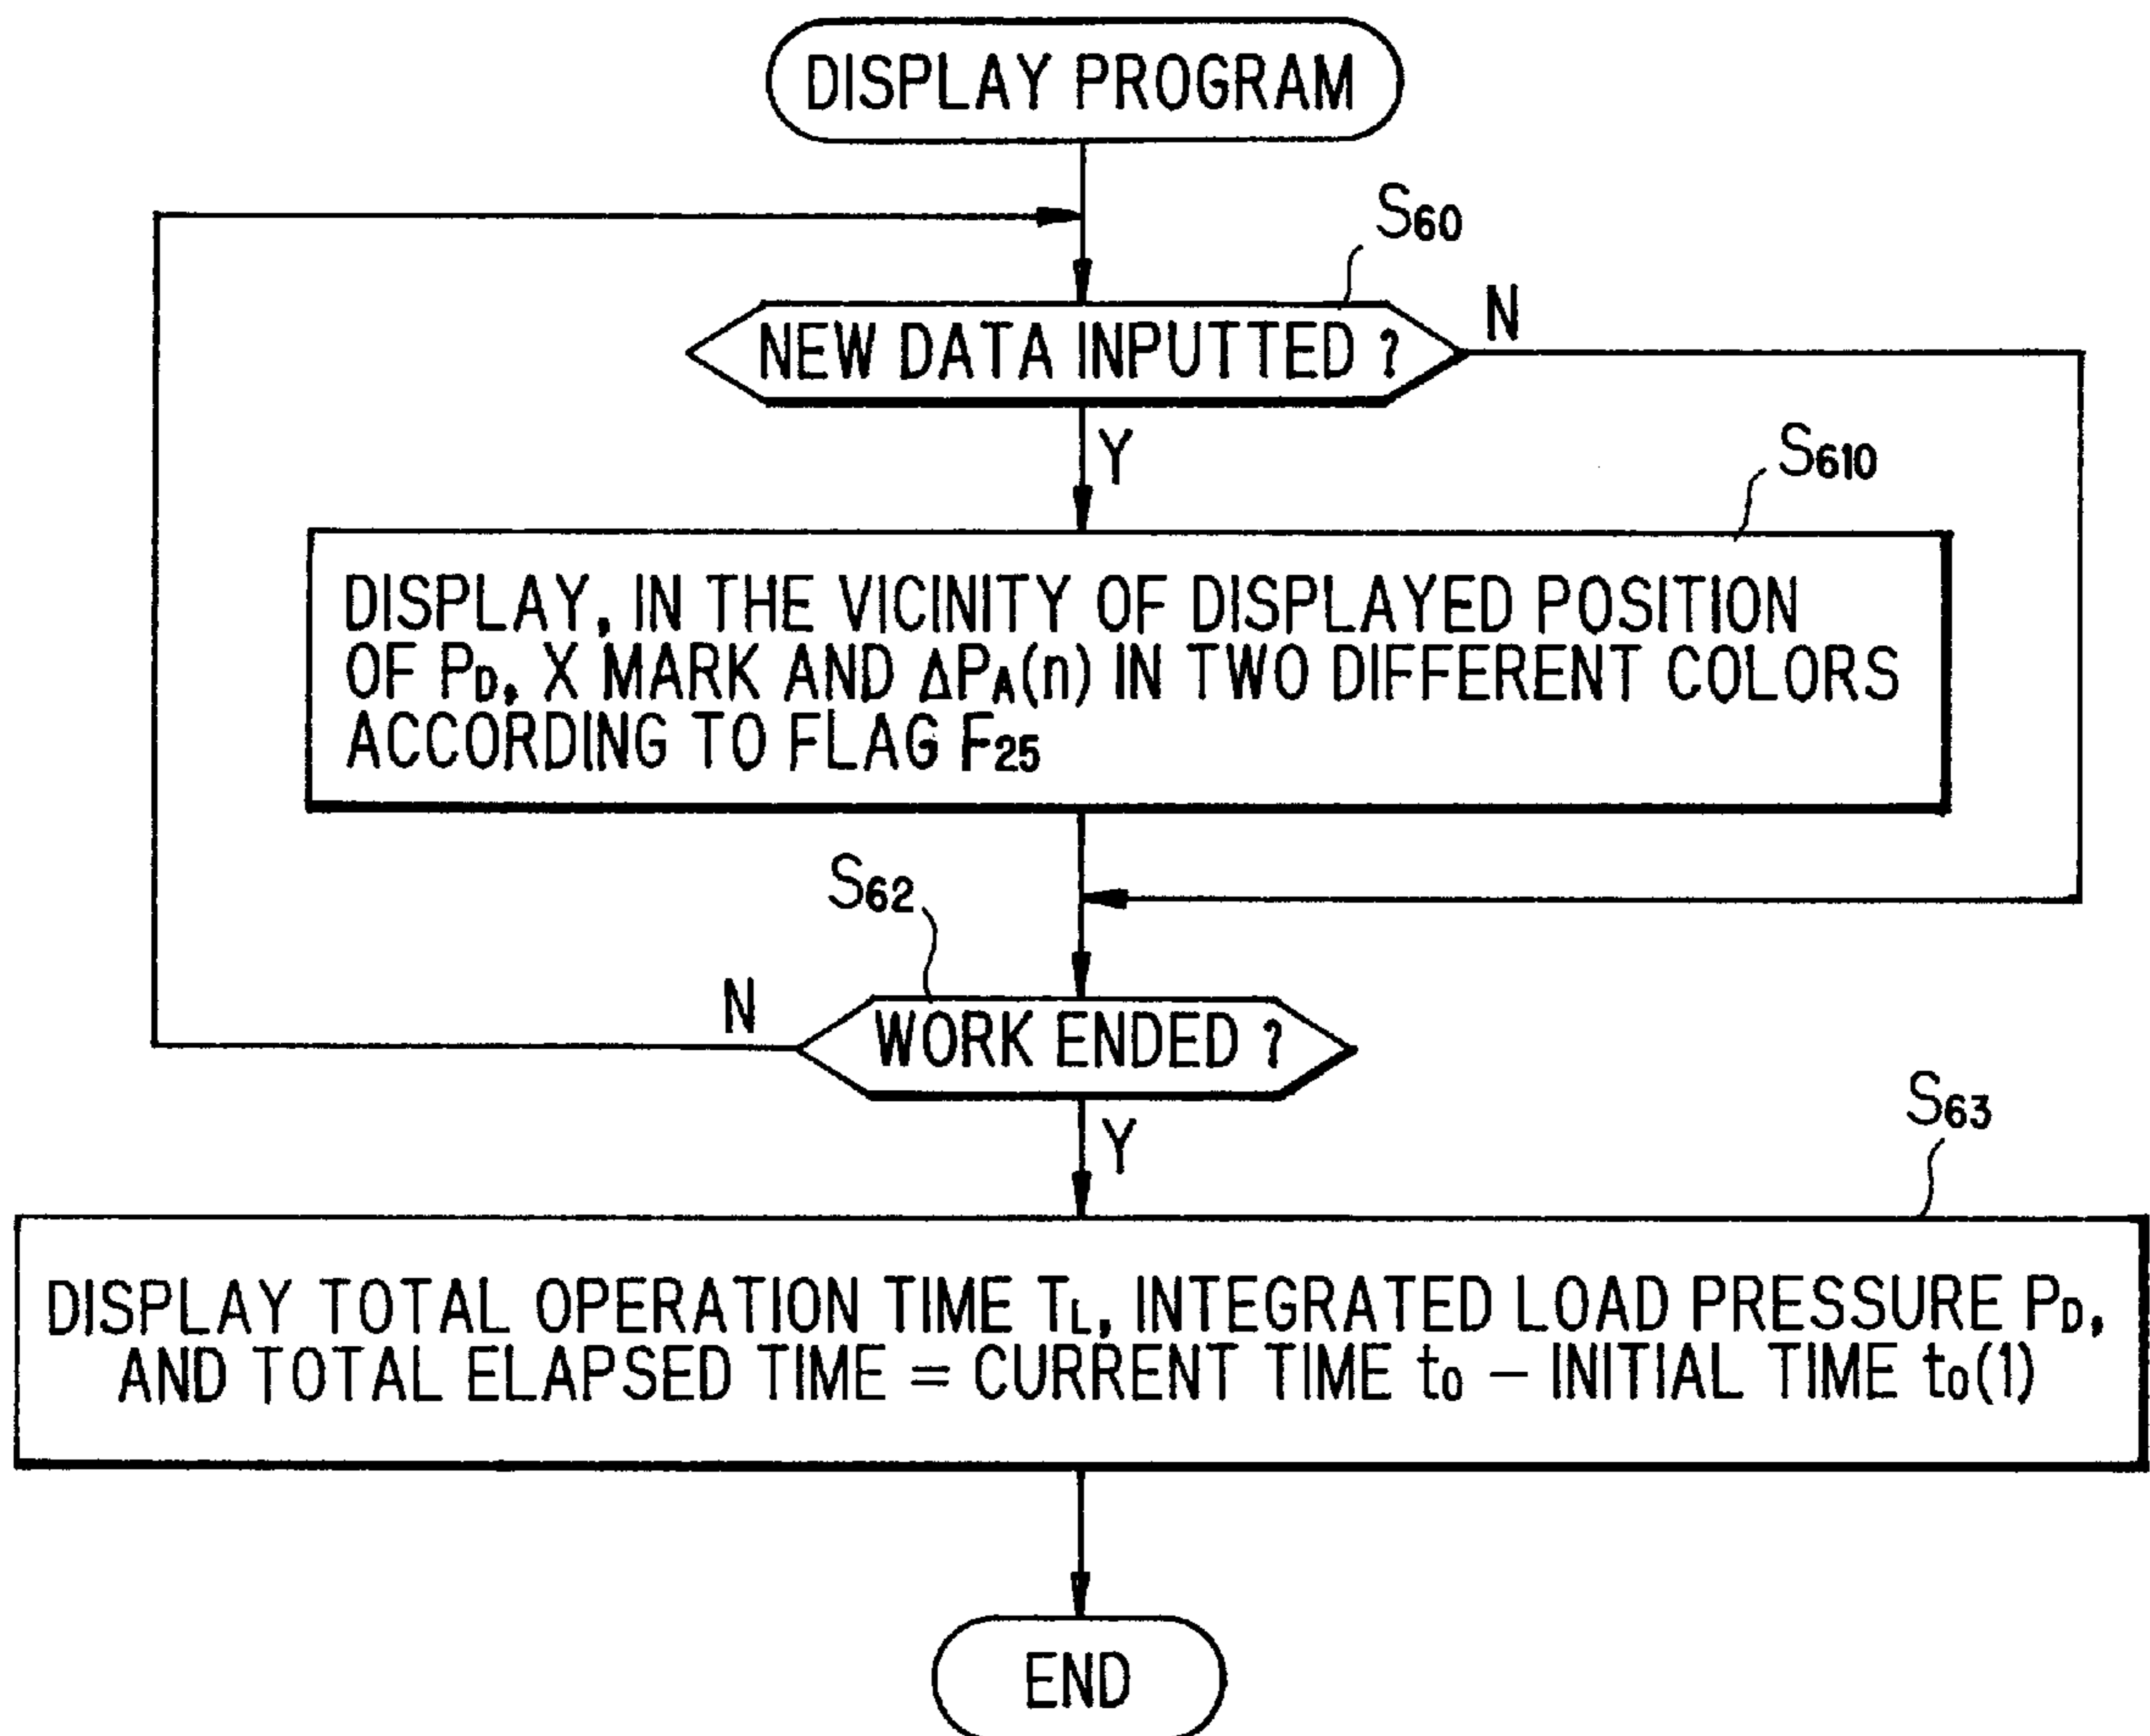 DISPLAY PROGRAM
S60
NEW DATA INPUTTED ?
N
Y
S610
DISPLAY, IN THE VICINITY OF DISPLAYED POSITION
OF PD, X MARK AND ΔPA(n) IN TWO DIFFERENT COLORS
ACCORDING TO FLAG F25
S62
N
WORK ENDED ?
Y
S63
DISPLAY TOTAL OPERATION TIME TL, INTEGRATED LOAD PRESSURE PD,
AND TOTAL ELAPSED TIME = CURRENT TIME t0 – INITIAL TIME t0(1)
END